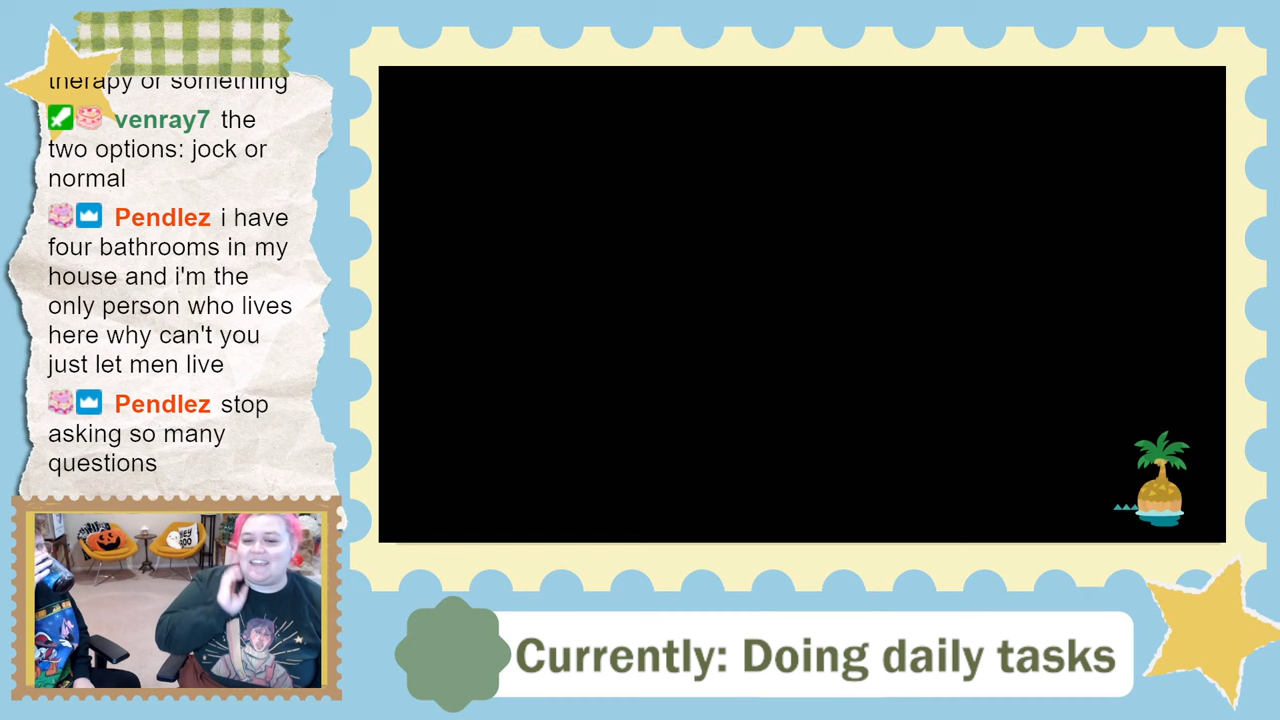 therapy or something
venray7 the
two options: jock or
normal
Pendlez i have
four bathrooms in my
house and i'm the
only person who lives
here why can't you
just let men live
Pendlez stop
asking so many
questions
HEY
BOO
Currently: Doing daily tasks